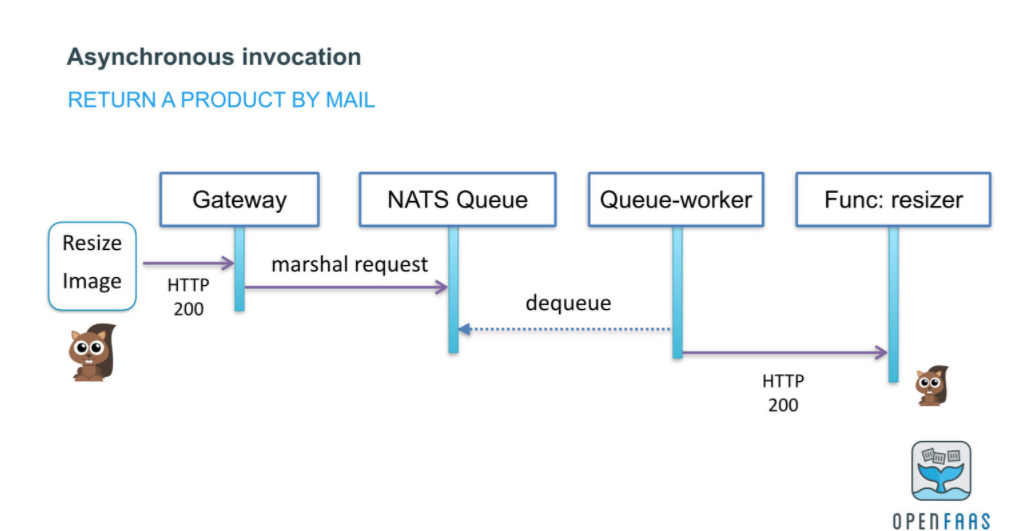 Asynchronous invocation
RETURN A PRODUCT BY MAIL
Gateway
NATS Queue
Queue-worker
Func: resizer
Resize
Image
HTTP
200
marshal request
dequeue
HTTP
200
OPENFAAS